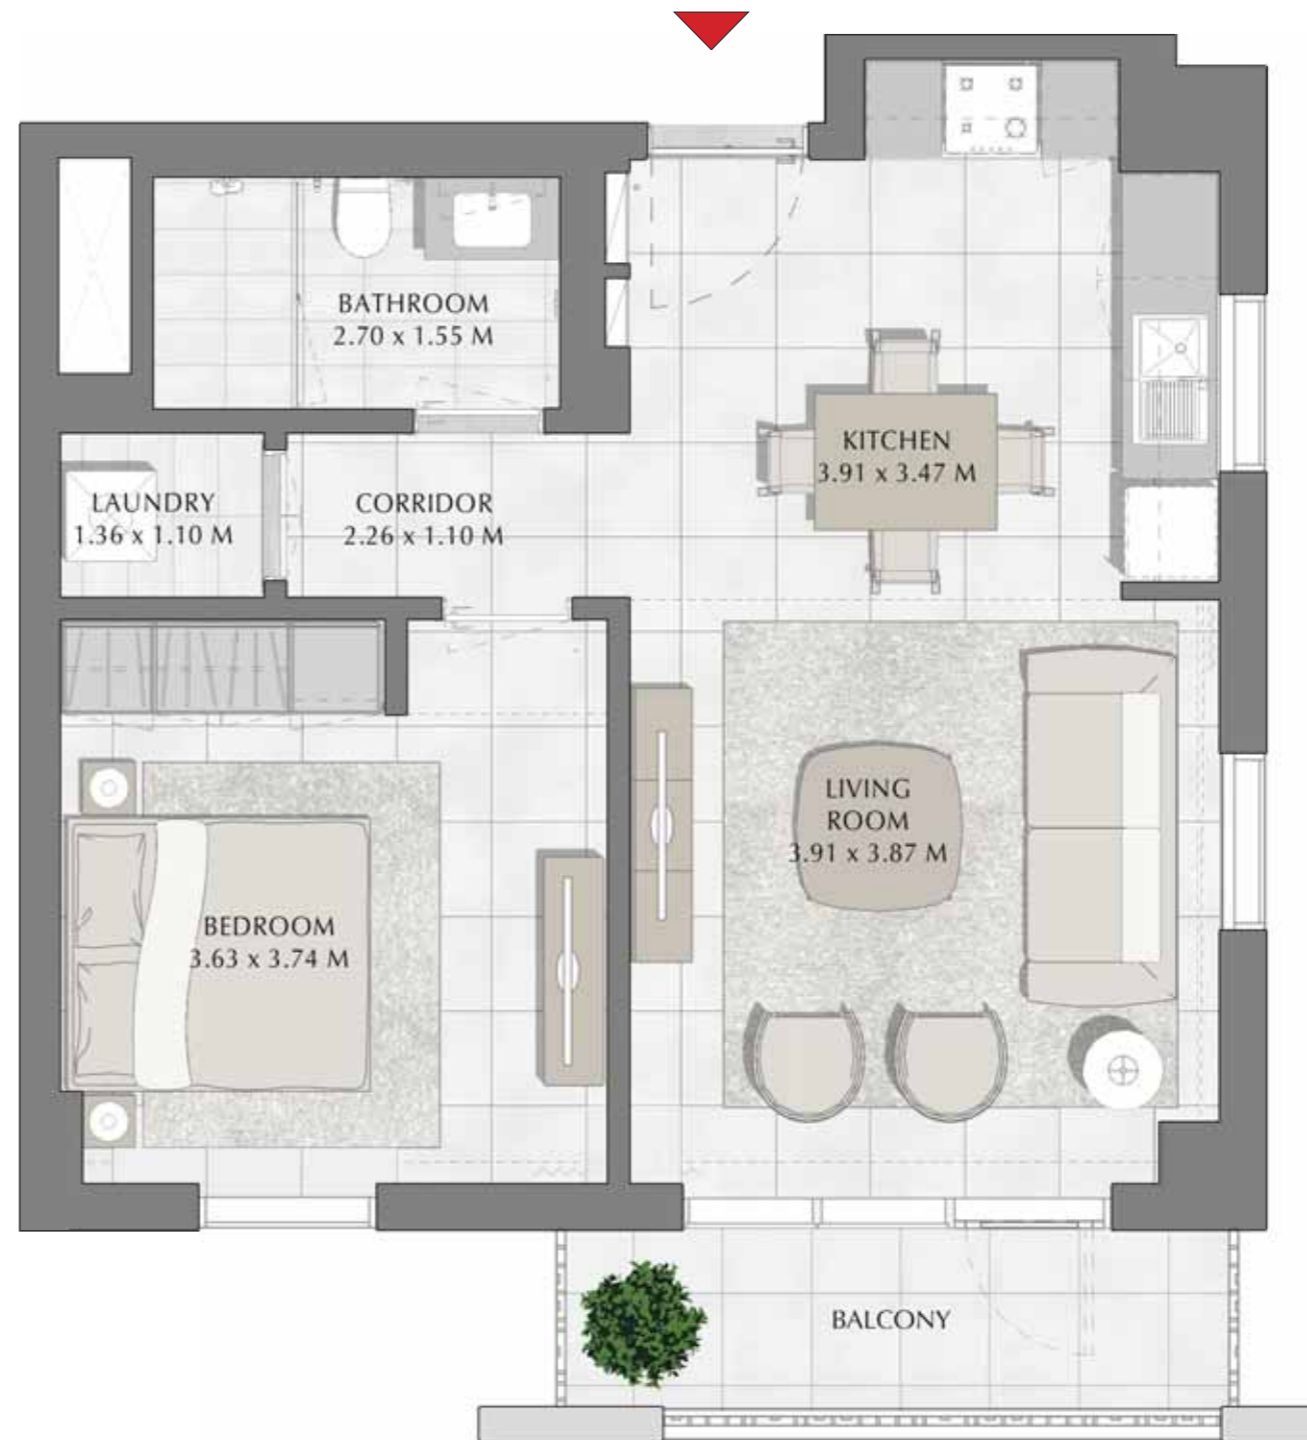 BATHROOM
2.70 x 1.55 M
KITCHEN
3.91 x 3.47 M
LAUNDRY
1.36 x 1.10 M
CORRIDOR
2.26 x 1.10 M
LIVING
ROOM
3.91 x 3.87 M
BEDROOM
3.63 x 3.74 M
BALCONY